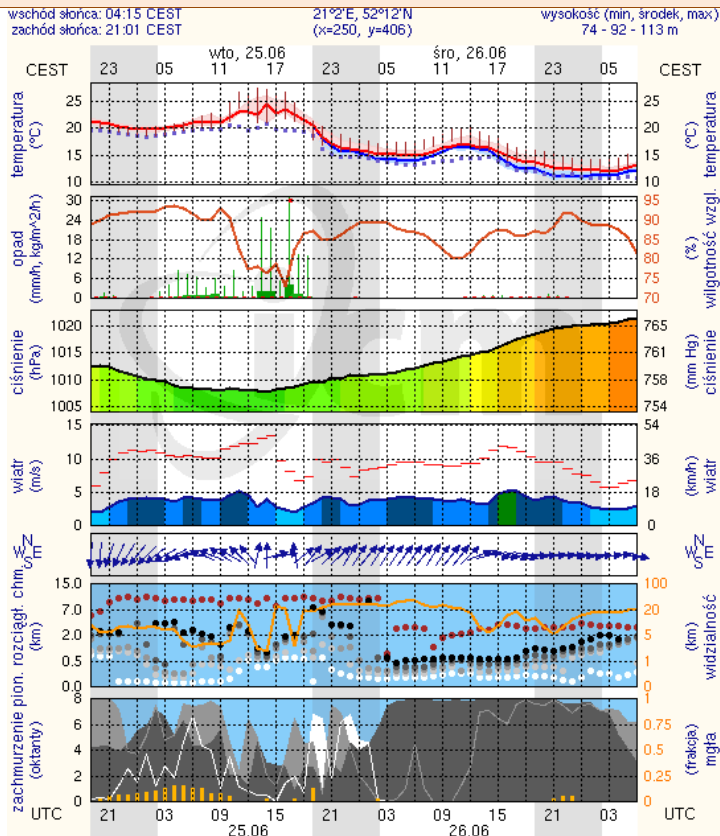 wschód słońca: 04:15 CEST 21°2'E, 52°12'N wysokość (min, środek, max)
zachód słońca: 21:01 CEST (x=250, y=406) 74 - 92 - 113 m
wto, 25.06 śro, 26.06
CEST 23 05 11 17 23 05 11 17 23 05 CEST
temperatura (°C)
25 20 15 10
25 20 15 10
temperatura (°C)
opad (mm/h, kg/m^2/h)
30 24 18 12 6 0
95 90 85 80 75 70
wilgotność wzgl. (%)
ciśnienie (hPa)
1020 1015 1010 1005
765 761 758 754
ciśnienie (mm Hg)
wiatr (m/s)
15 10 5 0
54 36 18 0
wiatr (km/h)
N W E S
N W E S
pion. rozciągł. chm. (km)
15.0 7.0 2.0 0.5 0.0
100 20 5 1 0
widzialność (km)
zachmurzenie (oktanty)
8 6 4 2 0
1 0.75 0.5 0.25 0
mgła (frakcja)
UTC 21 03 09 15 21 03 09 15 21 03 UTC
25.06 26.06
icm